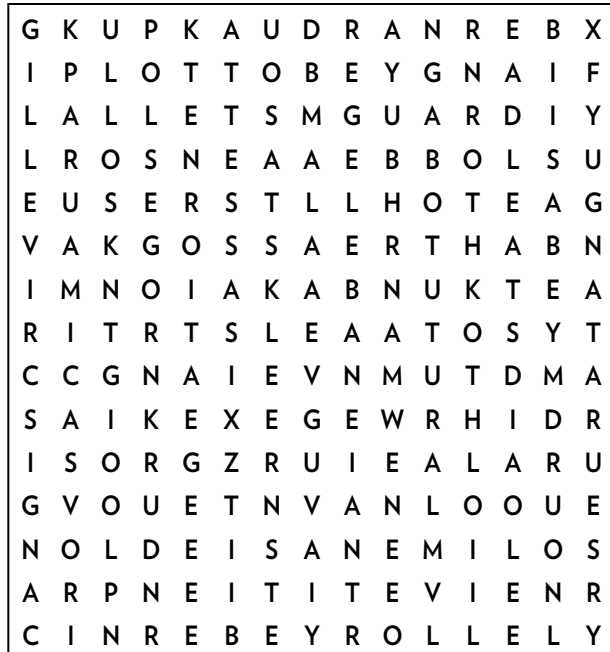 G K U P K A U D R A N R E B X
I P L O T T O B E Y G N A I F
L A L L E T S M G U A R D I Y
L R O S N E A A E B B O L S U
E U S E R S T L L H O T E A G
V A K G O S S A E R T H A B N
I M N O I A K A B N U K T E A
R I T R T S L E A A T O S Y T
C C G N A I E V N M U T D M A
S A I K E X E G E W R H I D R
I S O R G Z R U I E A L A R U
G V O U E T N V A N L O O U E
N O L D E I S A N E M I L O S
A R P N E I T I T E V I E N R
C I N R E B E Y R O L L E L Y